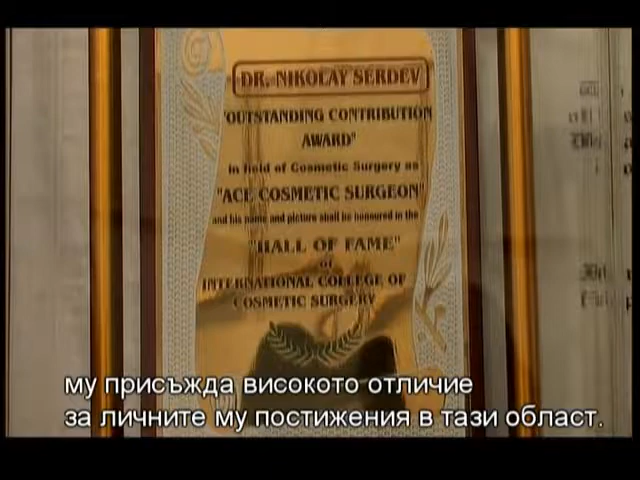 DR. NIKOLAY SERDEV
"OUTSTANDING CONTRIBUTION
AWARD"
in field of Cosmetic Surgery as
"ACE COSMETIC SURGEON"
and his name and picture shall be honoured in the
"HALL OF FAME"
of
INTERNATIONAL COLLEGE OF
COSMETIC SURGERY
му присъжда високото отличие
за личните му постижения в тази област.